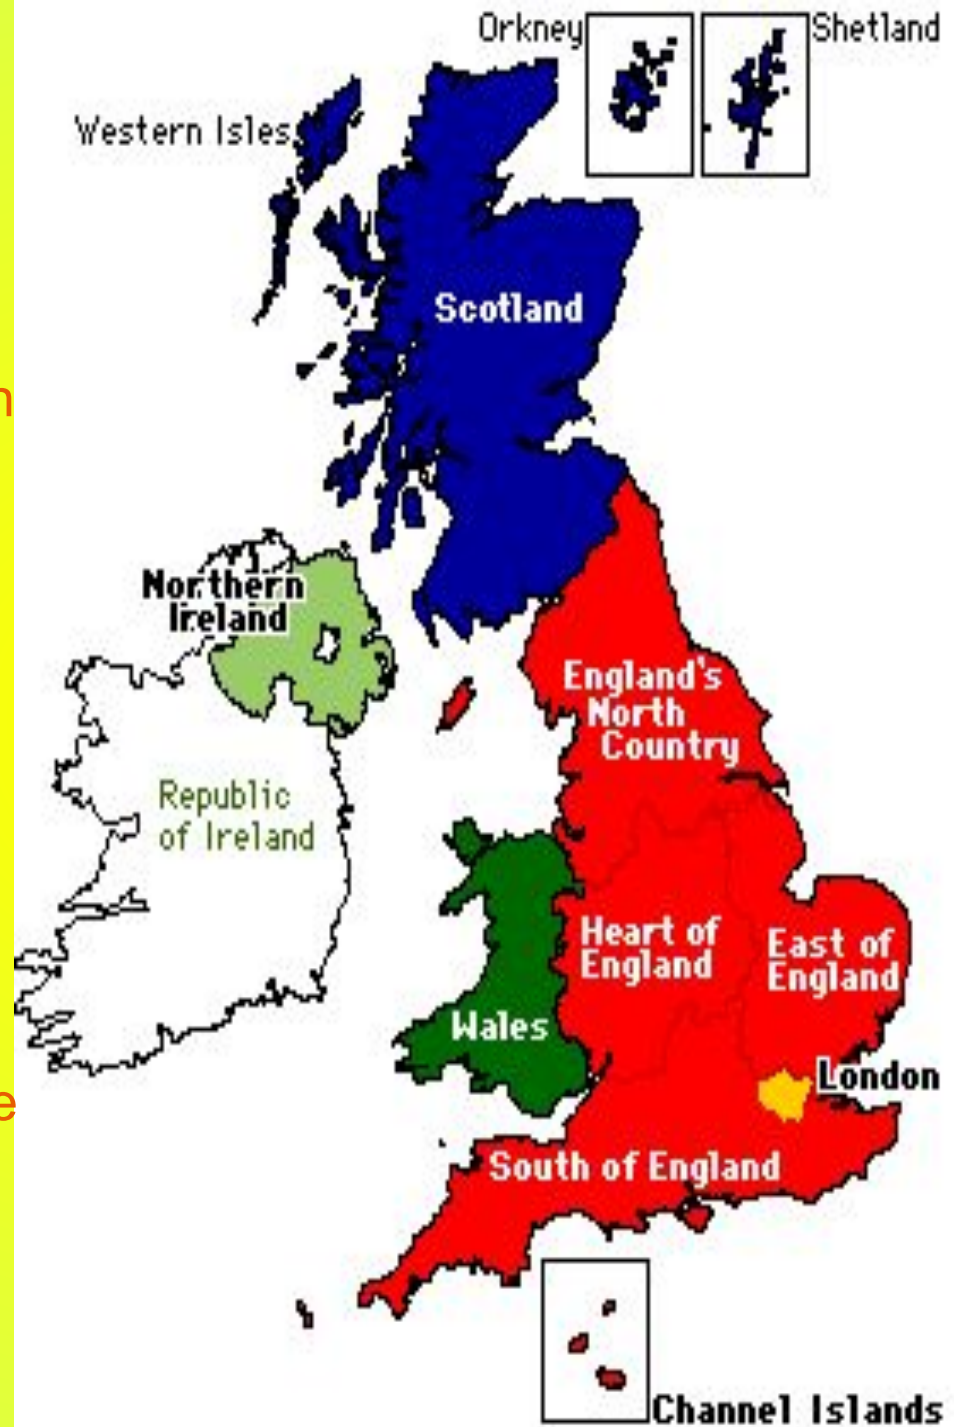 Orkney
Shetland
Western Isles
Scotland
n
Northern
Ireland
England's
North
Country
Republic
of Ireland
Heart of
England
East of
England
Wales
London
e
South of England
Channel Islands